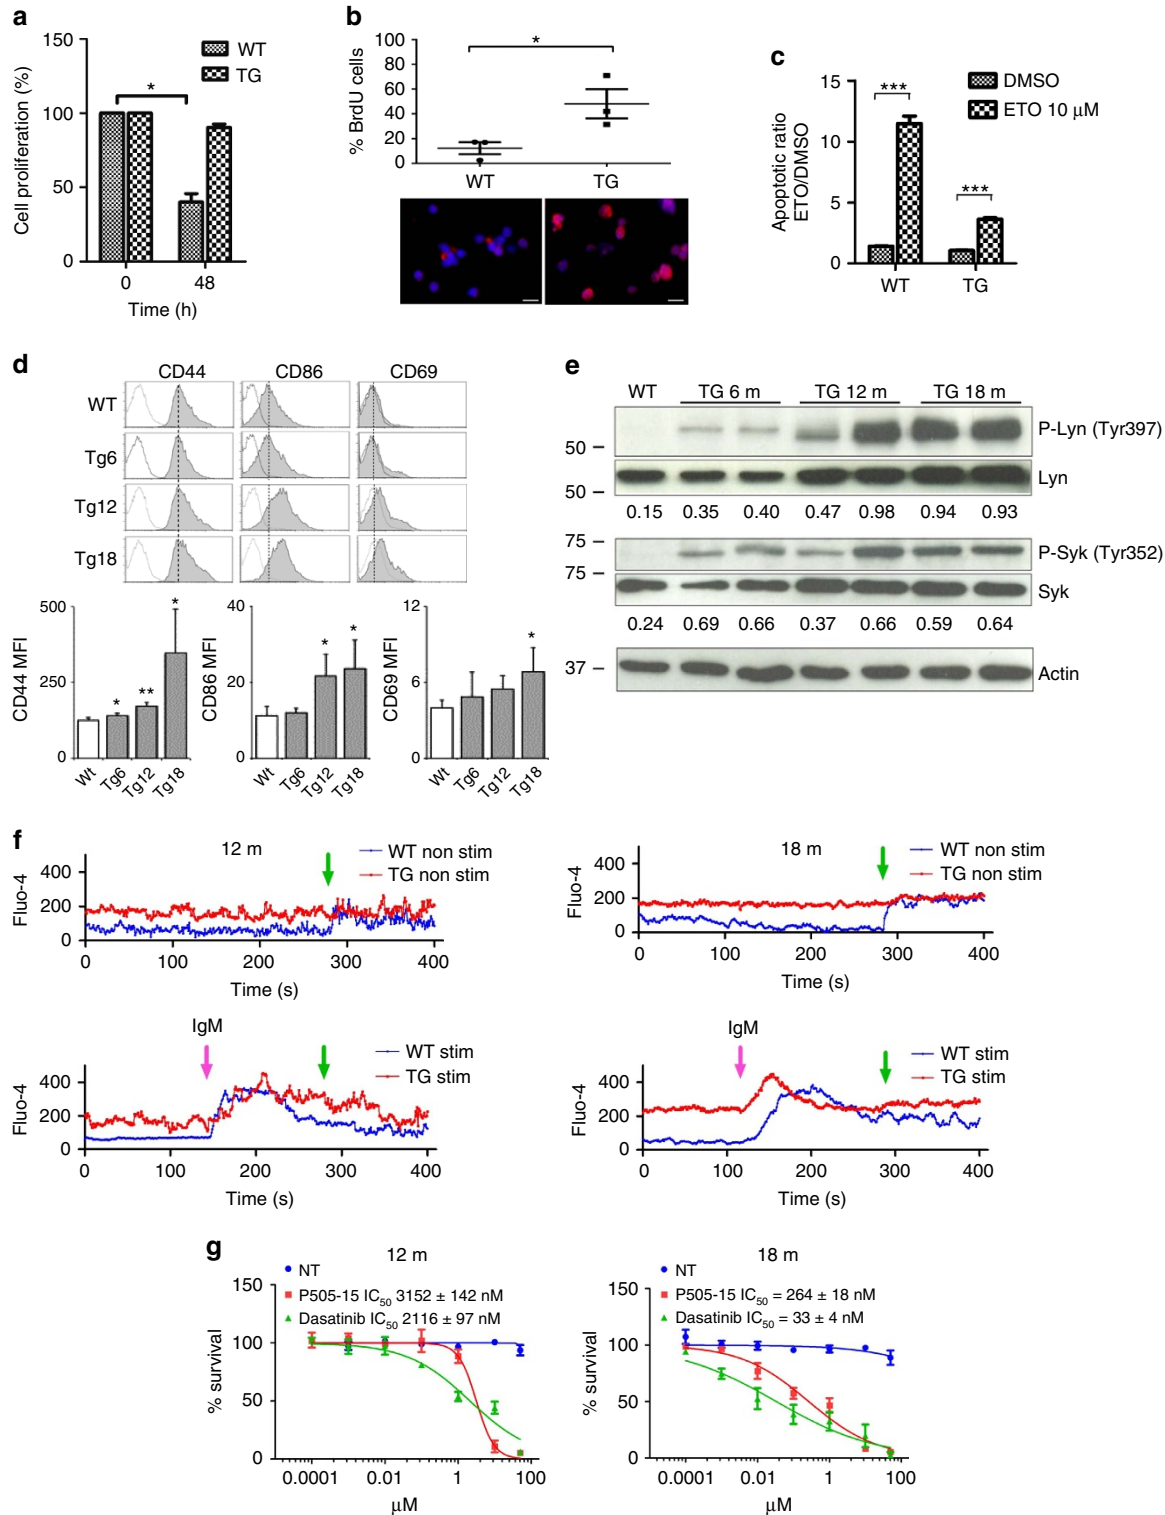 a
150
100
50
0
Cell proliferation (%)
WT
TG
*
0
48
Time (h)
b
*
100
80
60
40
20
0
% BrdU cells
WT
TG
c
15
10
5
0
Apoptotic ratio
ETO/DMSO
DMSO
ETO 10 μM
***
***
WT
TG
d
CD44
CD86
CD69
WT
Tg6
Tg12
Tg18
500
250
0
CD44 MFI
*
**
*
Wt
Tg6
Tg12
Tg18
40
20
0
CD86 MFI
*
*
Wt
Tg6
Tg12
Tg18
12
6
0
CD69 MFI
*
Wt
Tg6
Tg12
Tg18
e
WT
TG 6 m
TG 12 m
TG 18 m
50
P-Lyn (Tyr397)
50
Lyn
0.15 0.35 0.40 0.47 0.98 0.94 0.93
75
P-Syk (Tyr352)
75
Syk
0.24 0.69 0.66 0.37 0.66 0.59 0.64
37
Actin
f
12 m
WT non stim
TG non stim
400
200
0
Fluo-4
0 100 200 300 400
Time (s)
18 m
WT non stim
TG non stim
400
200
0
Fluo-4
0 100 200 300 400
Time (s)
IgM
WT stim
TG stim
400
200
0
Fluo-4
0 100 200 300 400
Time (s)
IgM
WT stim
TG stim
400
200
0
Fluo-4
0 100 200 300 400
Time (s)
g
12 m
NT
P505-15 IC50 3152 ± 142 nM
Dasatinib IC50 2116 ± 97 nM
150
100
50
0
% survival
0.0001 0.01 1 100
μM
18 m
NT
P505-15 IC50 = 264 ± 18 nM
Dasatinib IC50 = 33 ± 4 nM
150
100
50
0
% survival
0.0001 0.01 1 100
μM